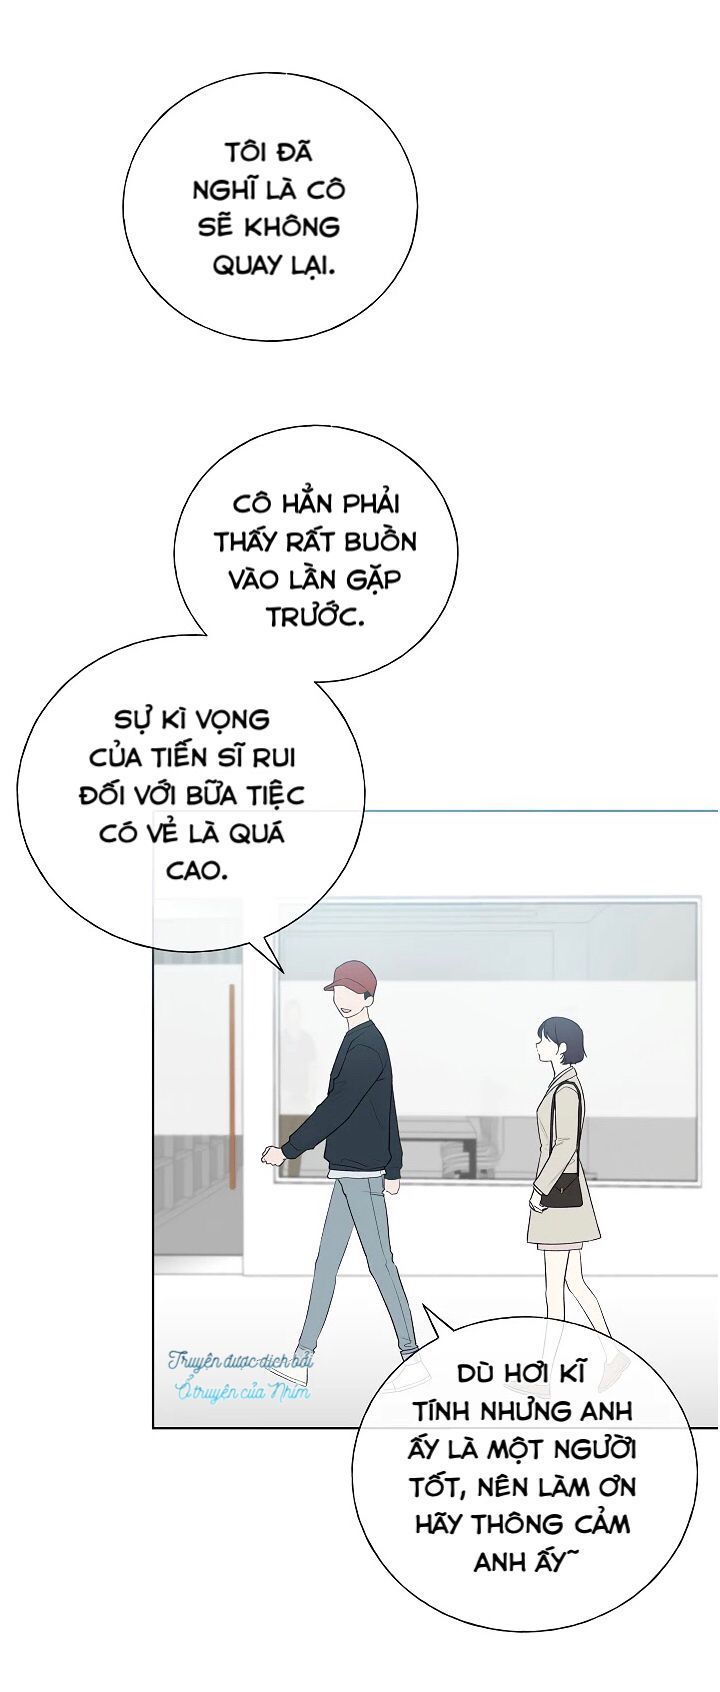 TÔI ĐÃ
NGHĨ LÀ CÔ
SẼ KHÔNG
QUAY LẠI.
CÔ HẲN PHẢI
THẤY RẤT BUỒN
VÀO LẦN GẶP
TRƯỚC.
SỰ KÌ VỌNG
CỦA TIẾN SĨ RUI
ĐỐI VỚI BỮA TIỆC
CÓ VẺ LÀ QUÁ
CAO.
Truyện được dịch bởi
Ổ truyện của Nhím
DÙ HƠI KĨ
TÍNH NHƯNG ANH
ẤY LÀ MỘT NGƯỜI
TỐT, NÊN LÀM ƠN
HÃY THÔNG CẢM
ANH ẤY~